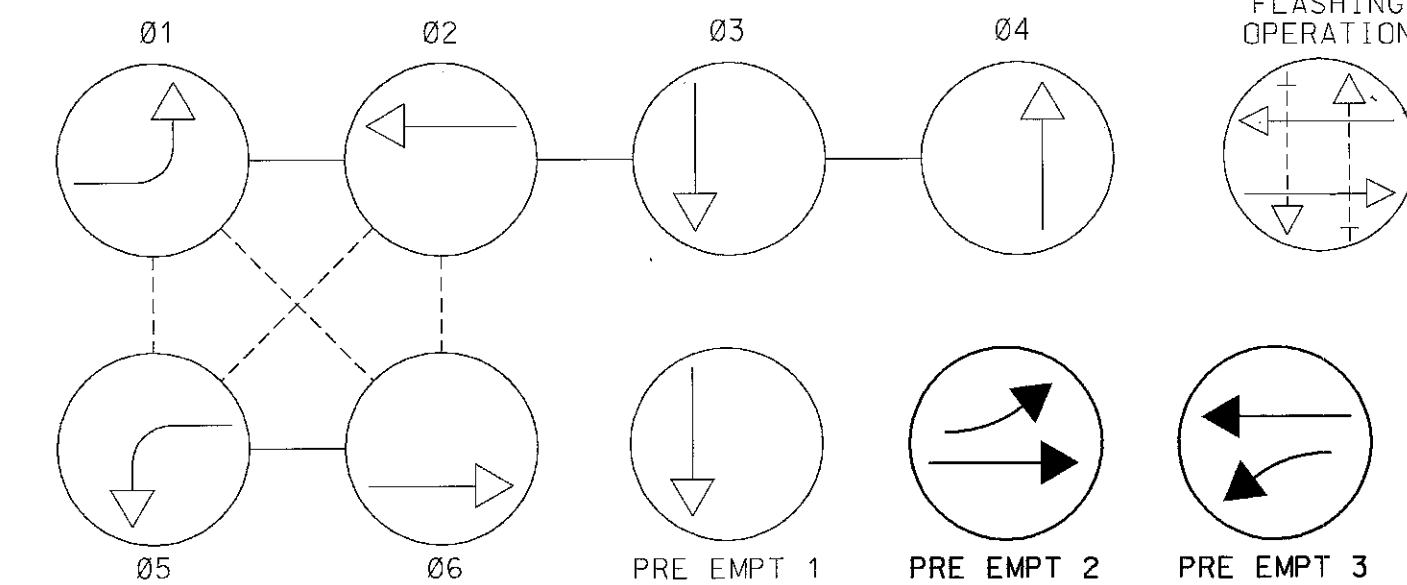 Ø1
Ø2
Ø3
Ø4
FLASHING
OPERATION
Ø5
Ø6
PRE EMPT 1
PRE EMPT 2
PRE EMPT 3